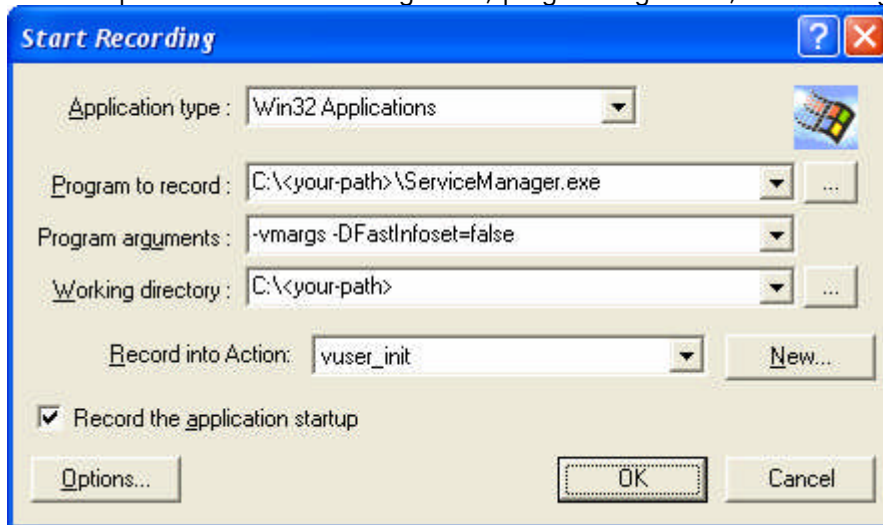 Start Recording
Application type : Win32 Applications
Program to record : C:\<your-path>\ServiceManager.exe ...
Program arguments : -vmargs -DFastInfoset=false
Working directory : C:\<your-path> ...
Record into Action: vuser_init New...
Record the application startup
Options... OK Cancel